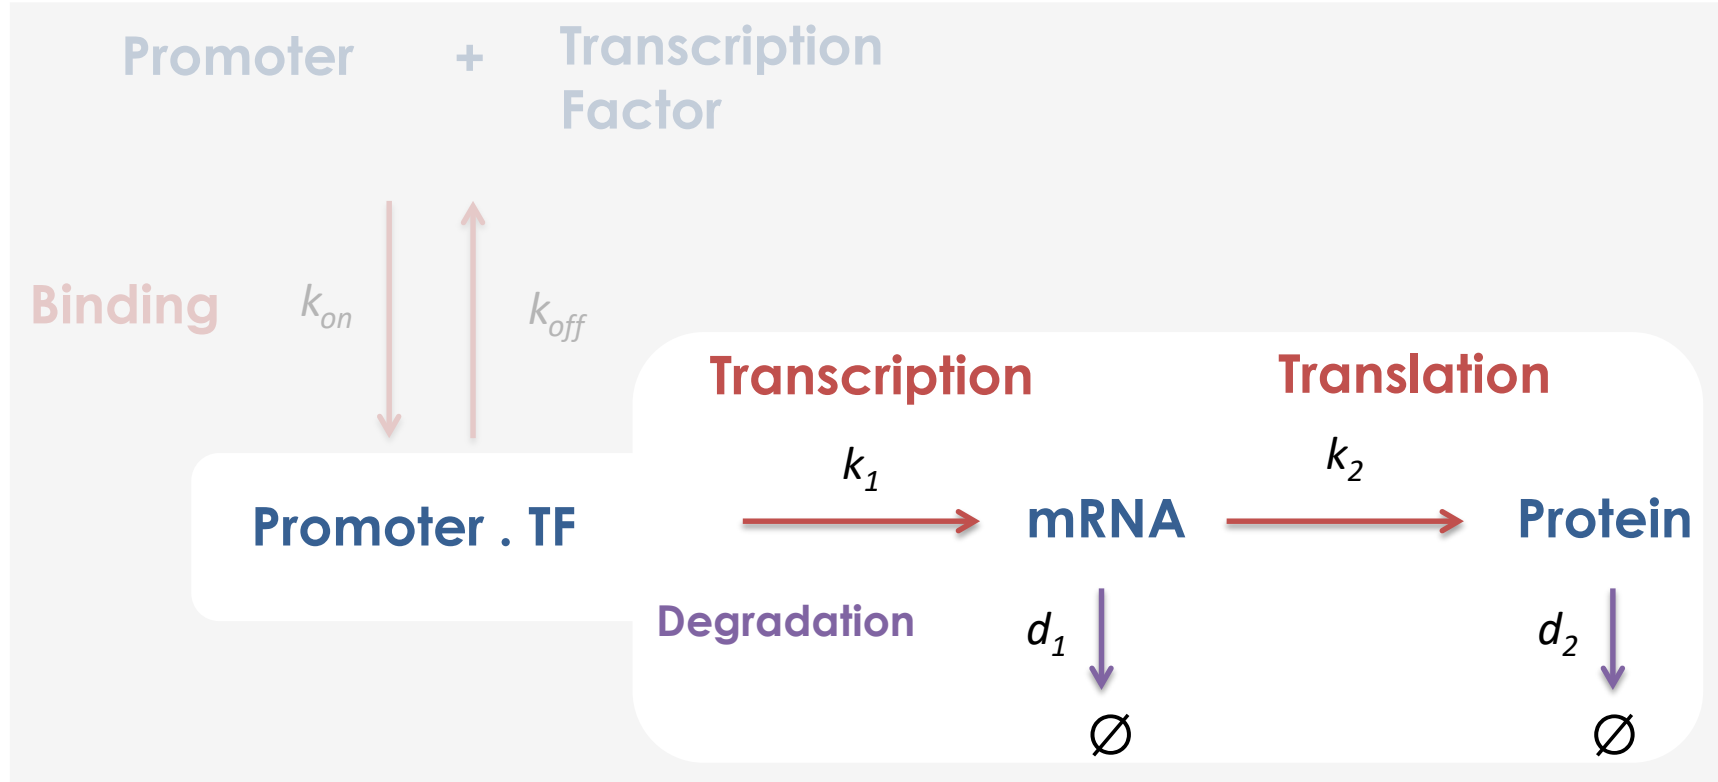 Promoter + Transcription
Factor
Binding k_on k_off
Transcription Translation
k_1 k_2
Promoter . TF mRNA Protein
Degradation d_1 d_2
∅ ∅